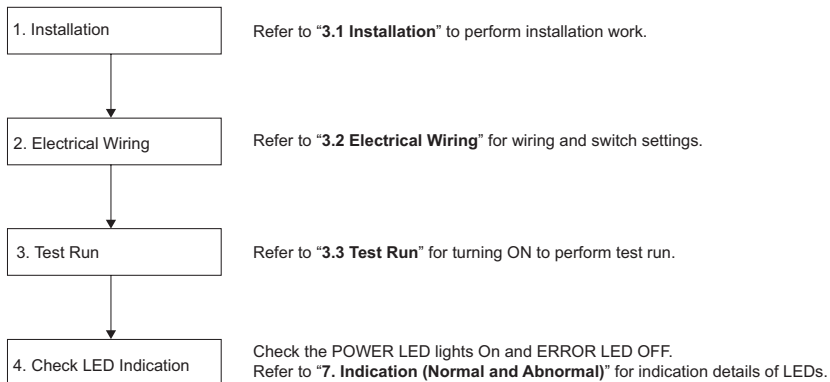 1. Installation
Refer to “3.1 Installation” to perform installation work.
2. Electrical Wiring
Refer to “3.2 Electrical Wiring” for wiring and switch settings.
3. Test Run
Refer to “3.3 Test Run” for turning ON to perform test run.
4. Check LED Indication
Check the POWER LED lights On and ERROR LED OFF.
Refer to “7. Indication (Normal and Abnormal)” for indication details of LEDs.